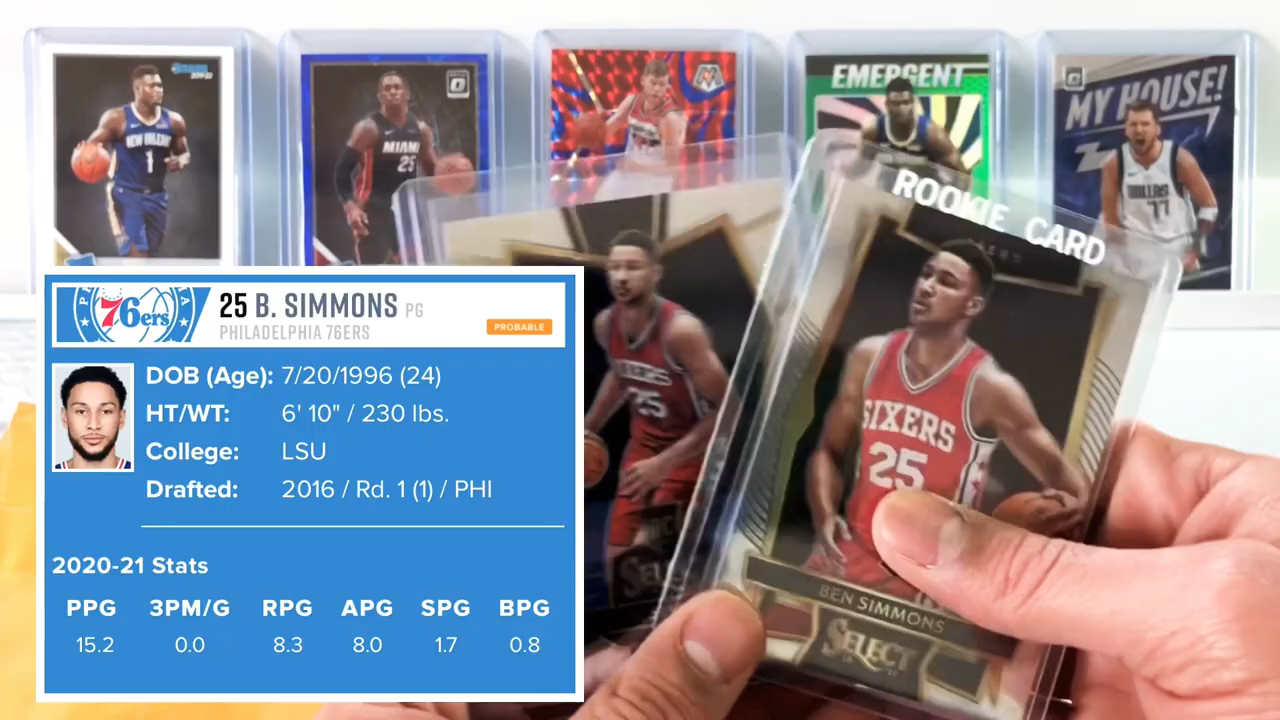 NEW ORLEANS
1
MIAMI
25
EMERGENT
MY HOUSE!
DALLAS
77
ROOKIE CARD
SIXERS
25
25
BEN SIMMONS
SELECT
76ers
25 B. SIMMONS PG
PHILADELPHIA 76ERS
PROBABLE
DOB (Age): 7/20/1996 (24)
HT/WT: 6' 10" / 230 lbs.
College: LSU
Drafted: 2016 / Rd. 1 (1) / PHI
2020-21 Stats
PPG 3PM/G RPG APG SPG BPG
15.2 0.0 8.3 8.0 1.7 0.8